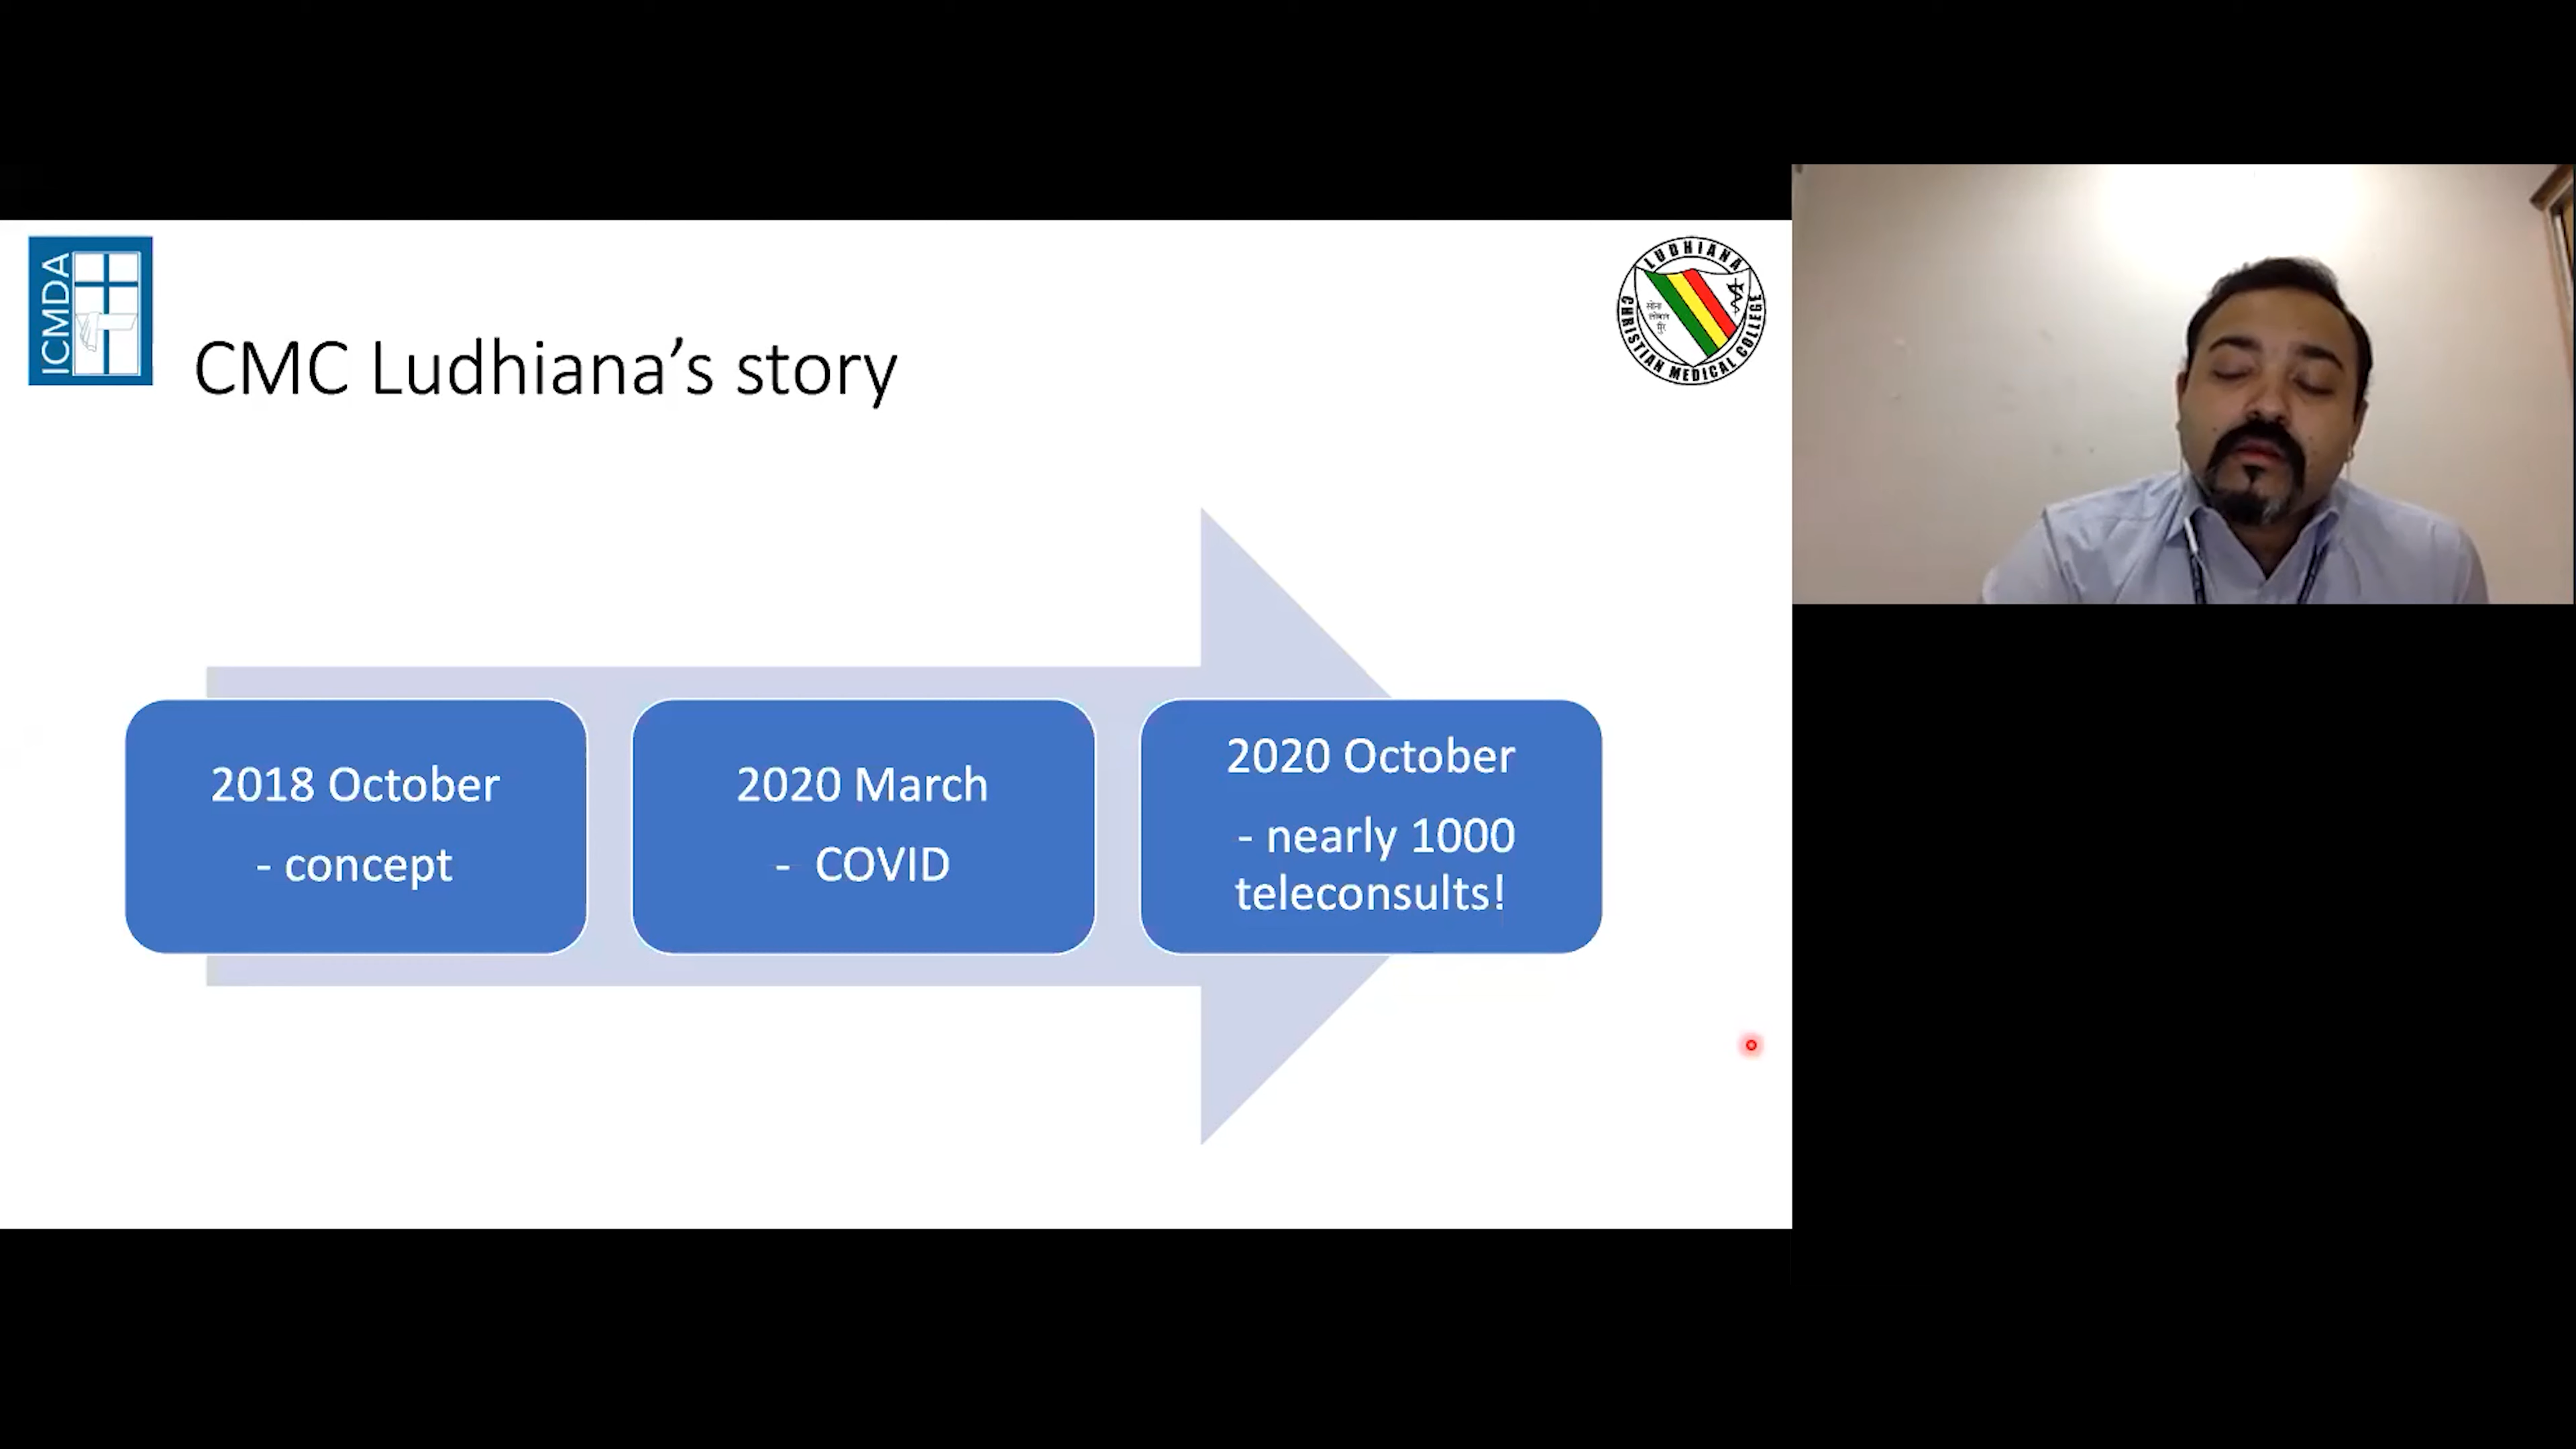 ICMDA
LUDHIANA
CHRISTIAN MEDICAL COLLEGE
CMC Ludhiana’s story
2018 October
- concept
2020 March
- COVID
2020 October
- nearly 1000
teleconsults!